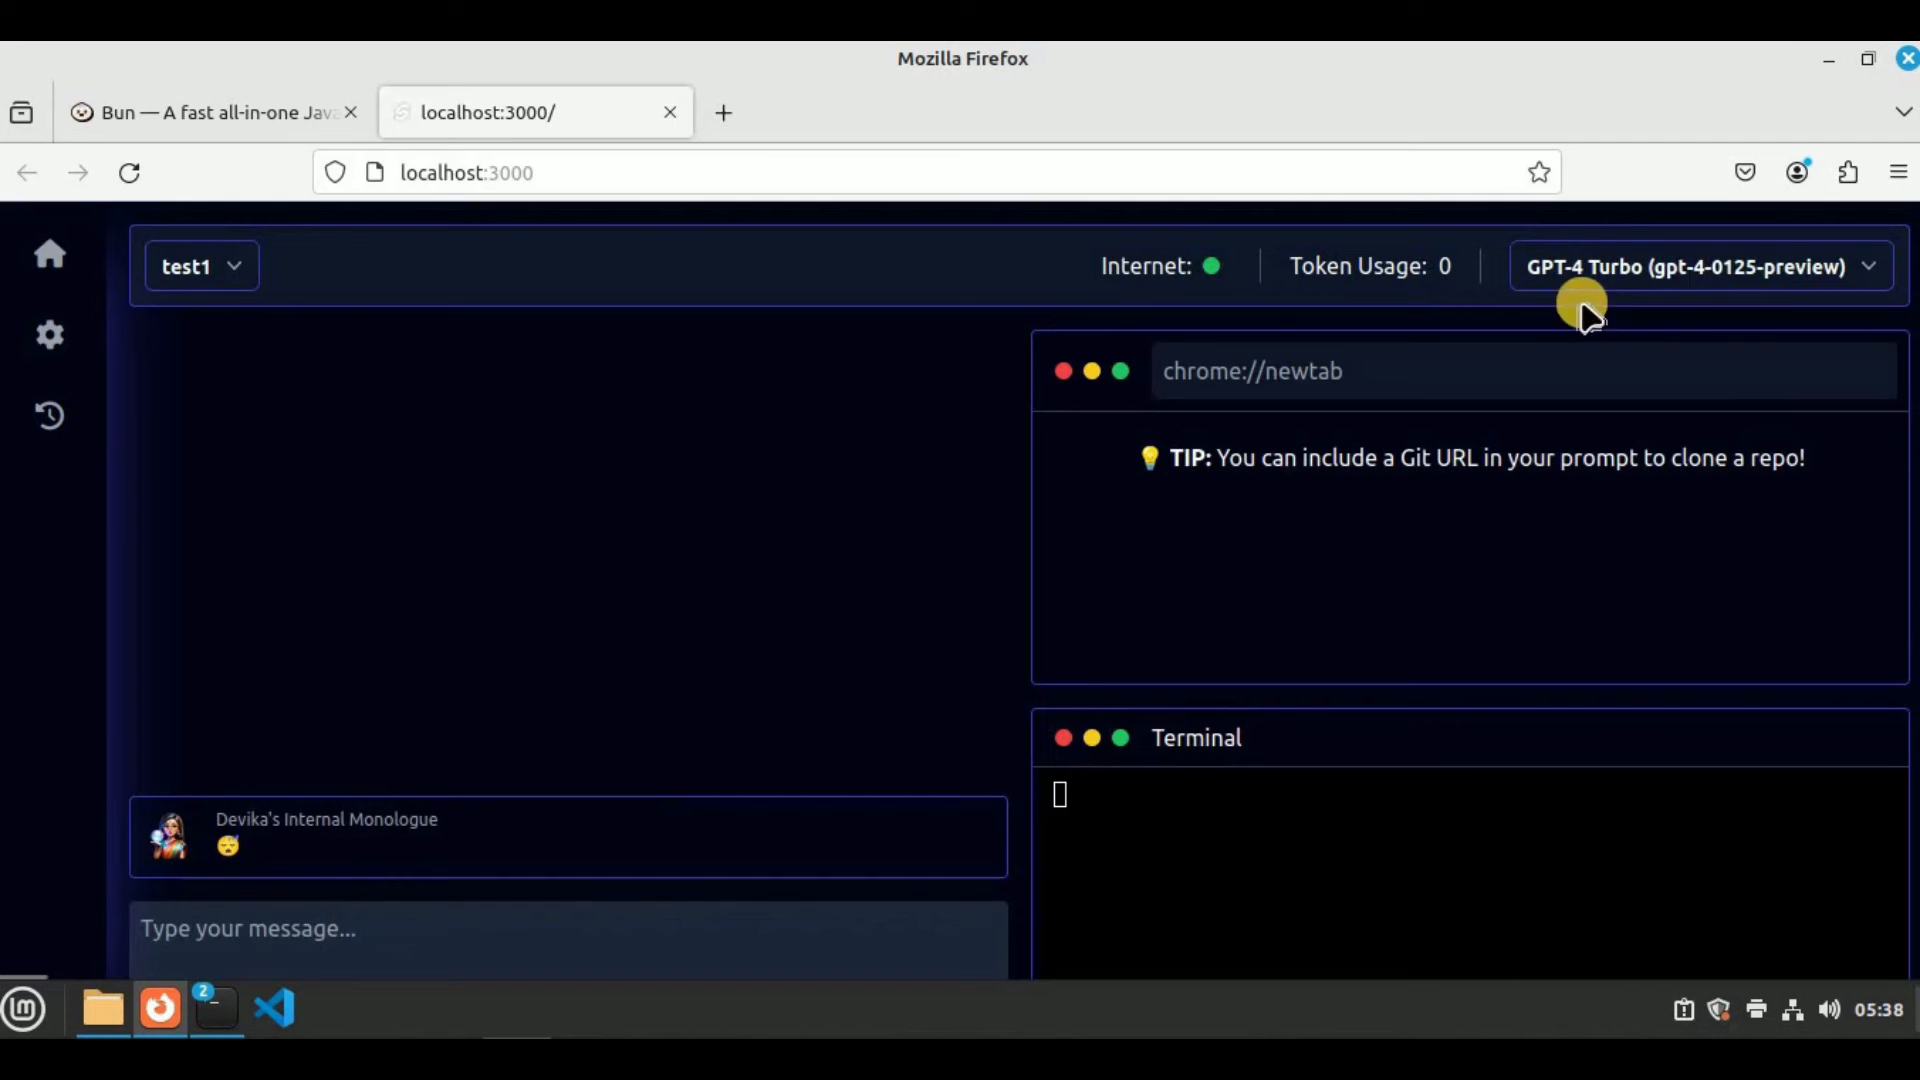 Mozilla Firefox
Bun — A fast all-in-one Java
localhost:3000/
localhost:3000
test1
Internet:
Token Usage: 0
GPT-4 Turbo (gpt-4-0125-preview)
chrome://newtab
TIP: You can include a Git URL in your prompt to clone a repo!
Terminal
Devika's Internal Monologue
Type your message...
2
05:38